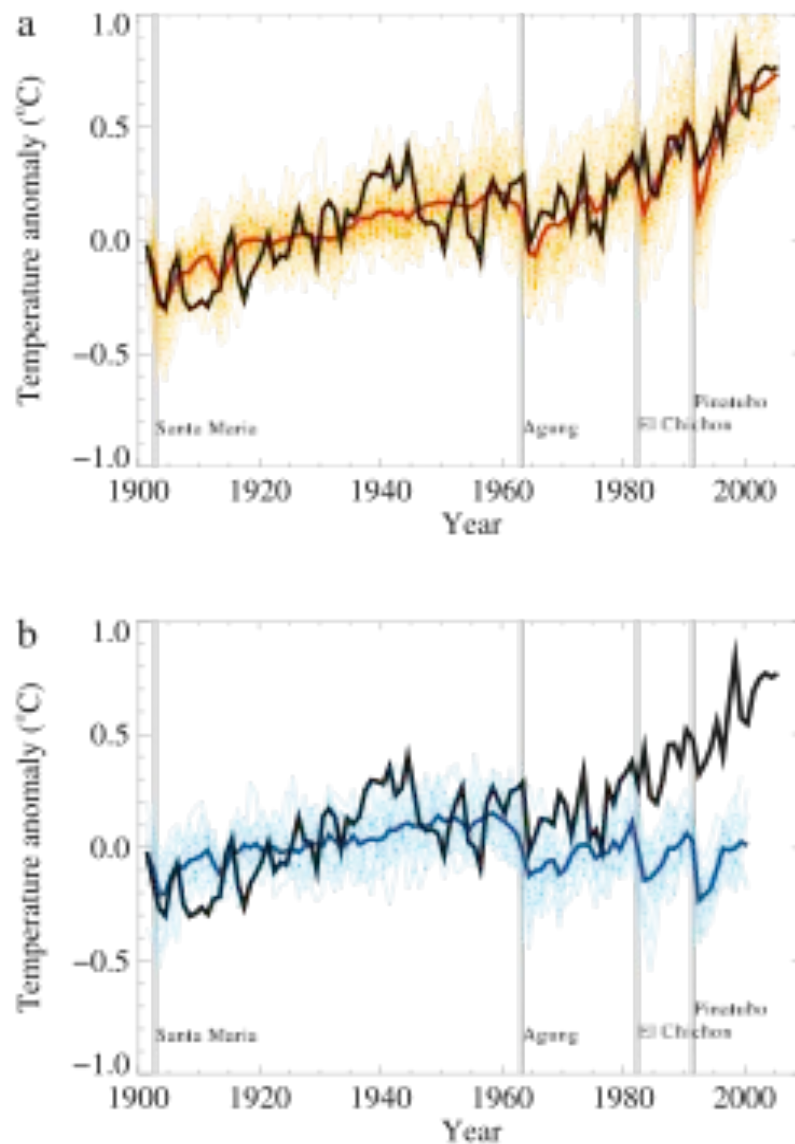 a
Temperature anomaly (°C)
1.0
0.5
0.0
−0.5
−1.0
Santa Maria
Agung
El Chichon
Pinatubo
1900 1920 1940 1960 1980 2000
Year
b
Temperature anomaly (°C)
1.0
0.5
0.0
−0.5
−1.0
Santa Maria
Agung
El Chichon
Pinatubo
1900 1920 1940 1960 1980 2000
Year